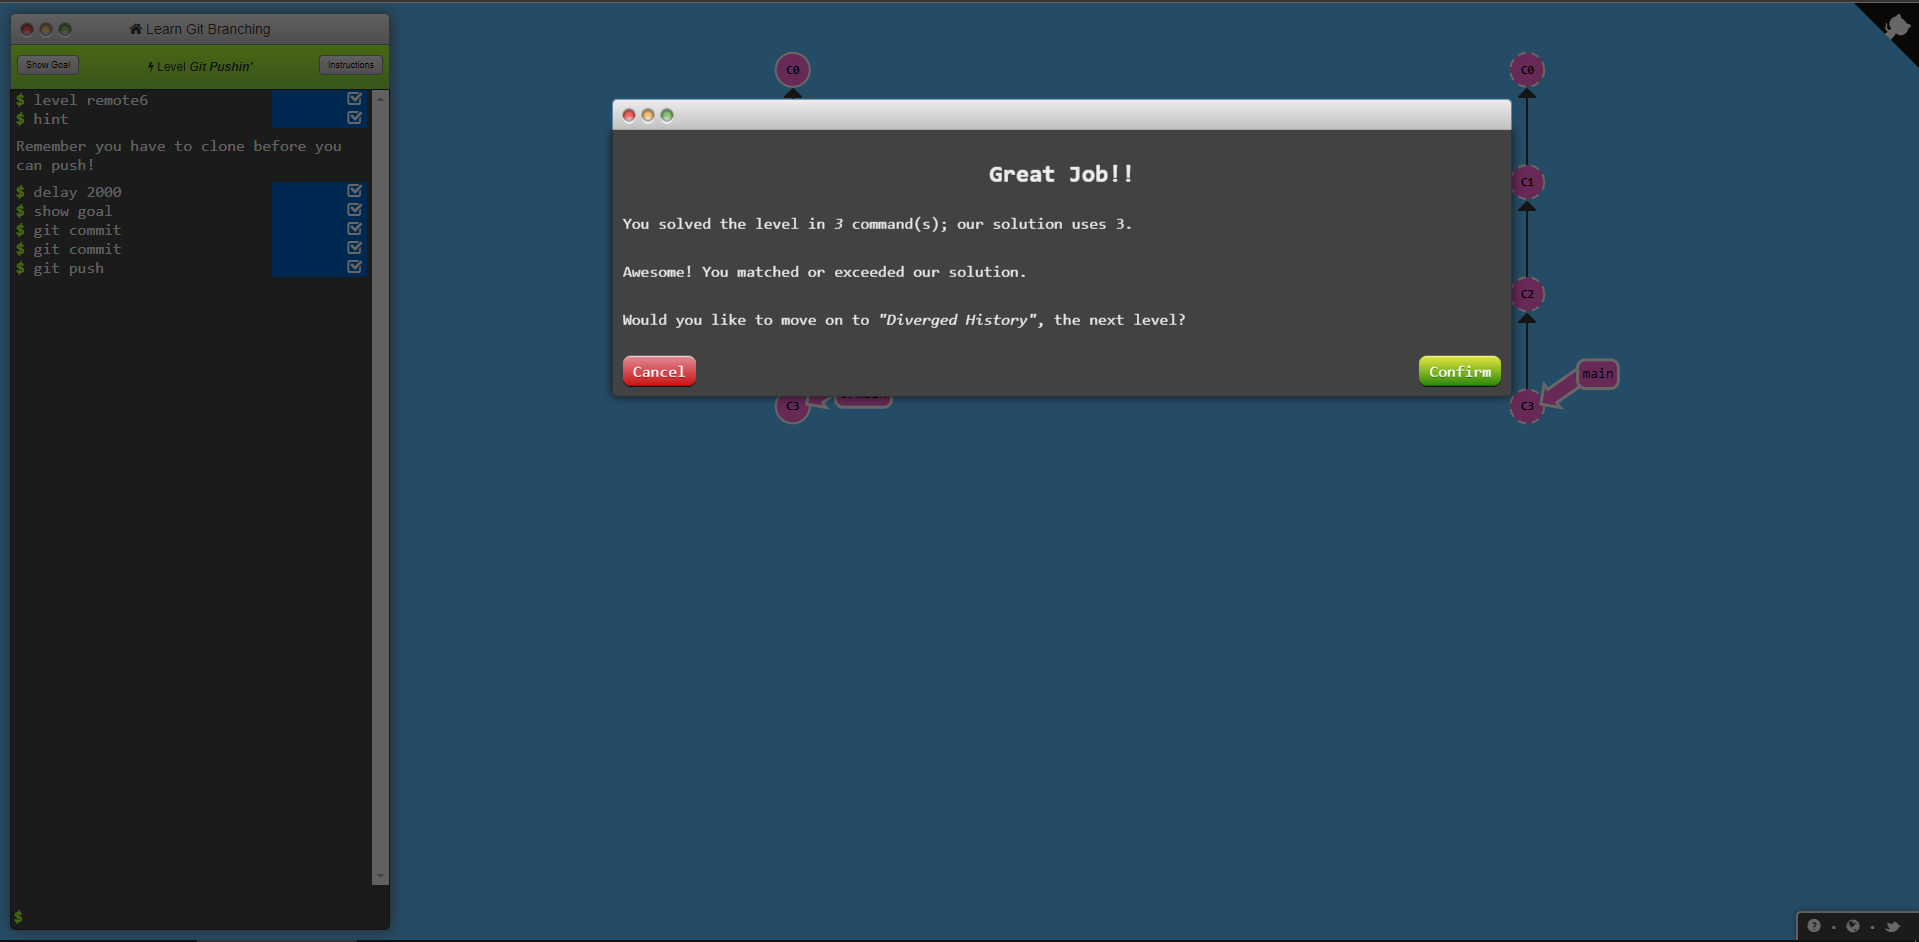 Learn Git Branching
Show Goal
Level Git Pushin'
Instructions
$ level remote6
$ hint
Remember you have to clone before you
can push!
$ delay 2000
$ show goal
$ git commit
$ git commit
$ git push
$
C0
C3
Great Job!!
You solved the level in 3 command(s); our solution uses 3.
Awesome! You matched or exceeded our solution.
Would you like to move on to "Diverged History", the next level?
Cancel
Confirm
C0
C1
C2
C3
main